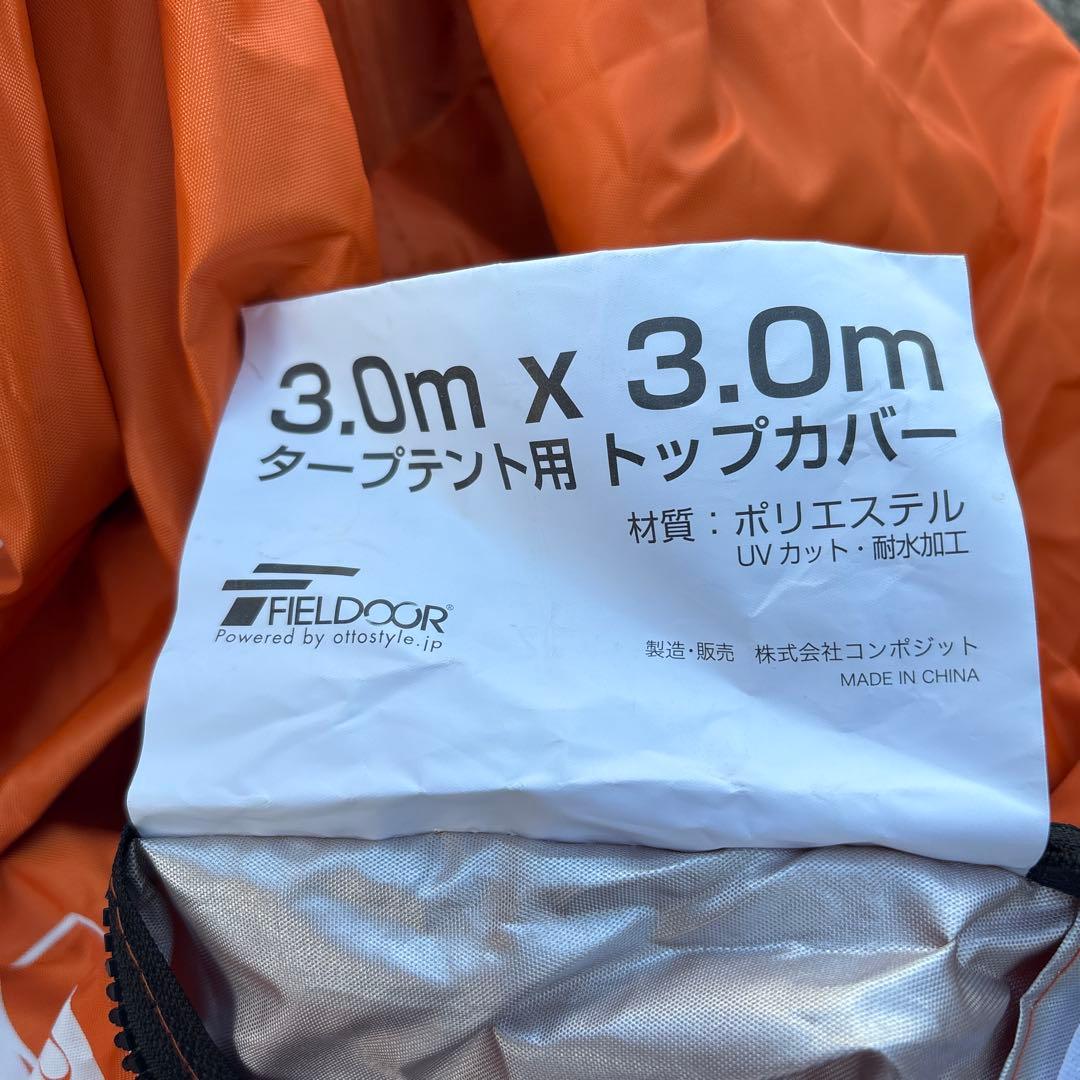 3.0m x 3.0m
タープテント用 トップカバー
材質：ポリエステル
UVカット・耐水加工
FIELDOOR®
Powered by ottostyle.jp
製造・販売 株式会社コンポジット
MADE IN CHINA